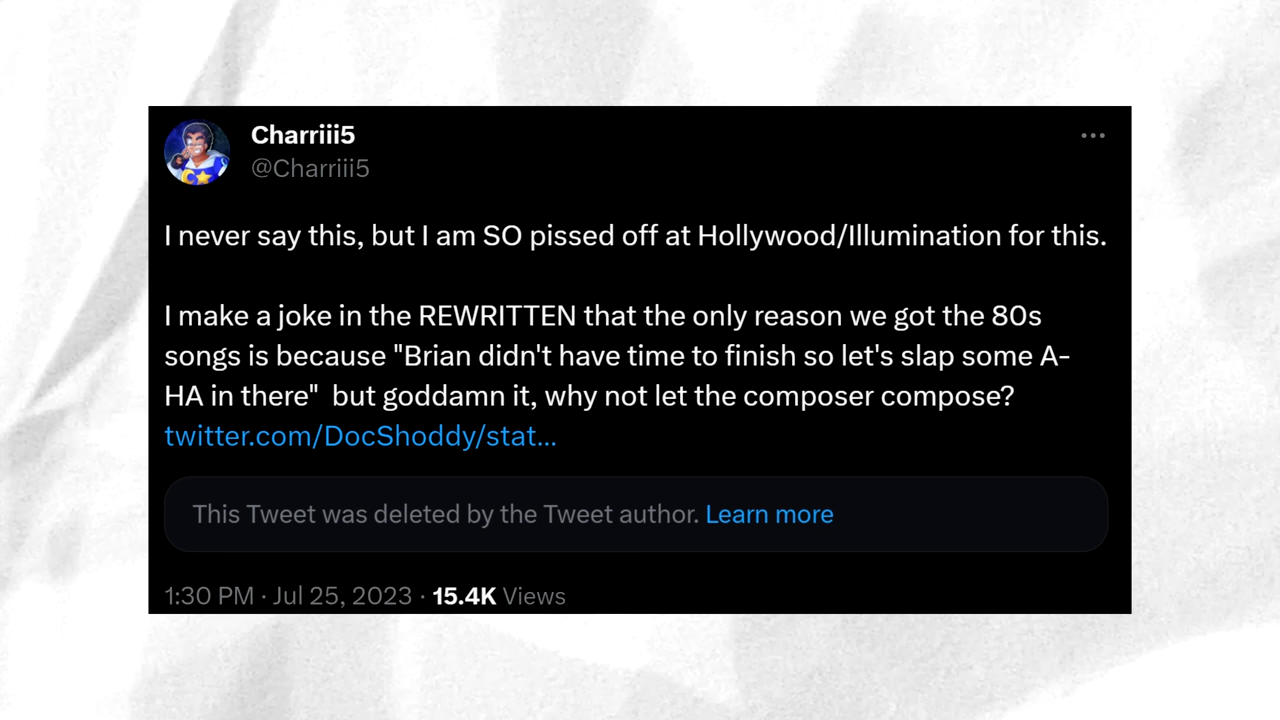 Charriii5
@Charriii5
I never say this, but I am SO pissed off at Hollywood/Illumination for this.
I make a joke in the REWRITTEN that the only reason we got the 80s
songs is because "Brian didn't have time to finish so let's slap some A-
HA in there"  but goddamn it, why not let the composer compose?
twitter.com/DocShoddy/stat...
This Tweet was deleted by the Tweet author. Learn more
1:30 PM · Jul 25, 2023 · 15.4K Views